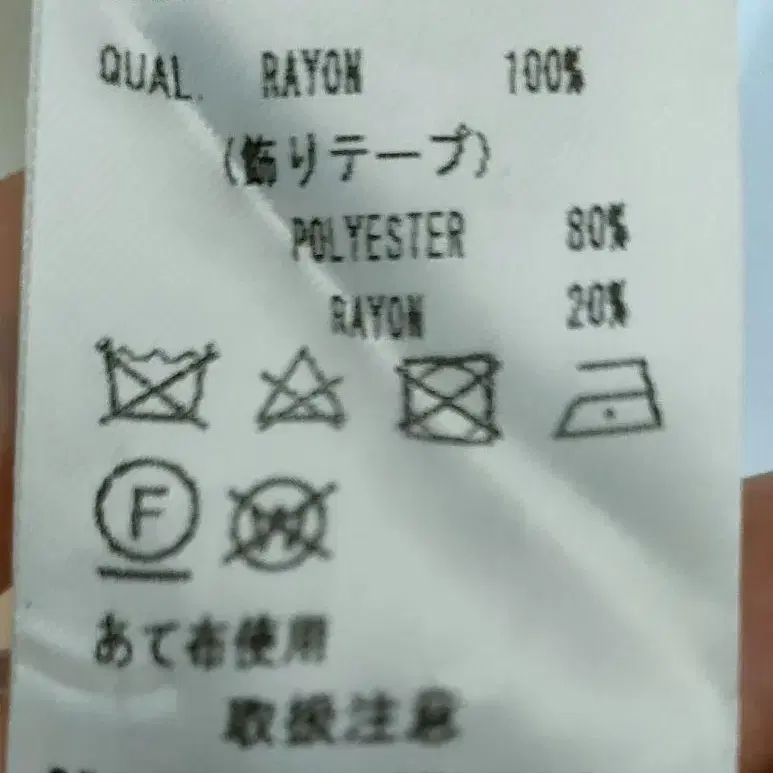 QUAL. RAYON 100%
(飾りテープ)
POLYESTER 80%
RAYON 20%
F W
あて布使用
取扱注意